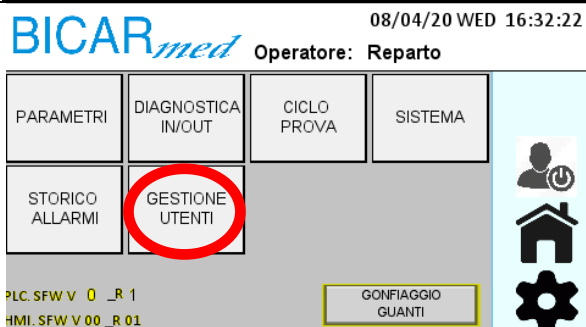 08/04/20 WED 16:32:22
BICARmed Operatore: Reparto
PARAMETRI
DIAGNOSTICA
IN/OUT
CICLO
PROVA
SISTEMA
STORICO
ALLARMI
GESTIONE
UTENTI
PLC. SFW V 0 _R 1
HMI. SFW V 00 _R 01
GONFIAGGIO
GUANTI